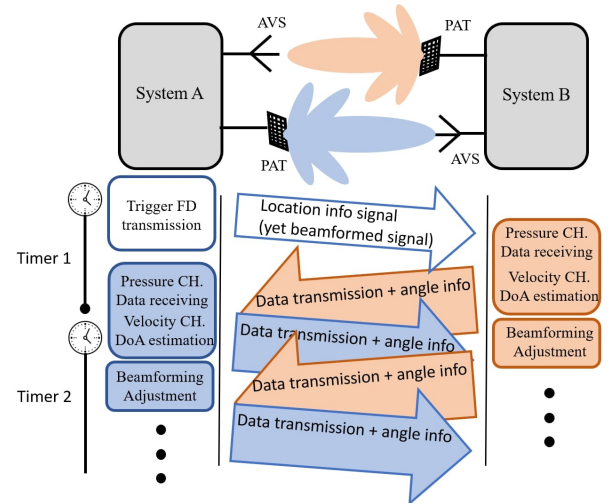 AVS
PAT
System A
System B
PAT
AVS
Trigger FD
transmission
Location info signal
(yet beamformed signal)
Pressure CH.
Data receiving
Velocity CH.
DoA estimation
Timer 1
Pressure CH.
Data receiving
Velocity CH.
DoA estimation
Data transmission + angle info
Data transmission + angle info
Beamforming
Adjustment
Timer 2
Beamforming
Adjustment
Data transmission + angle info
Data transmission + angle info